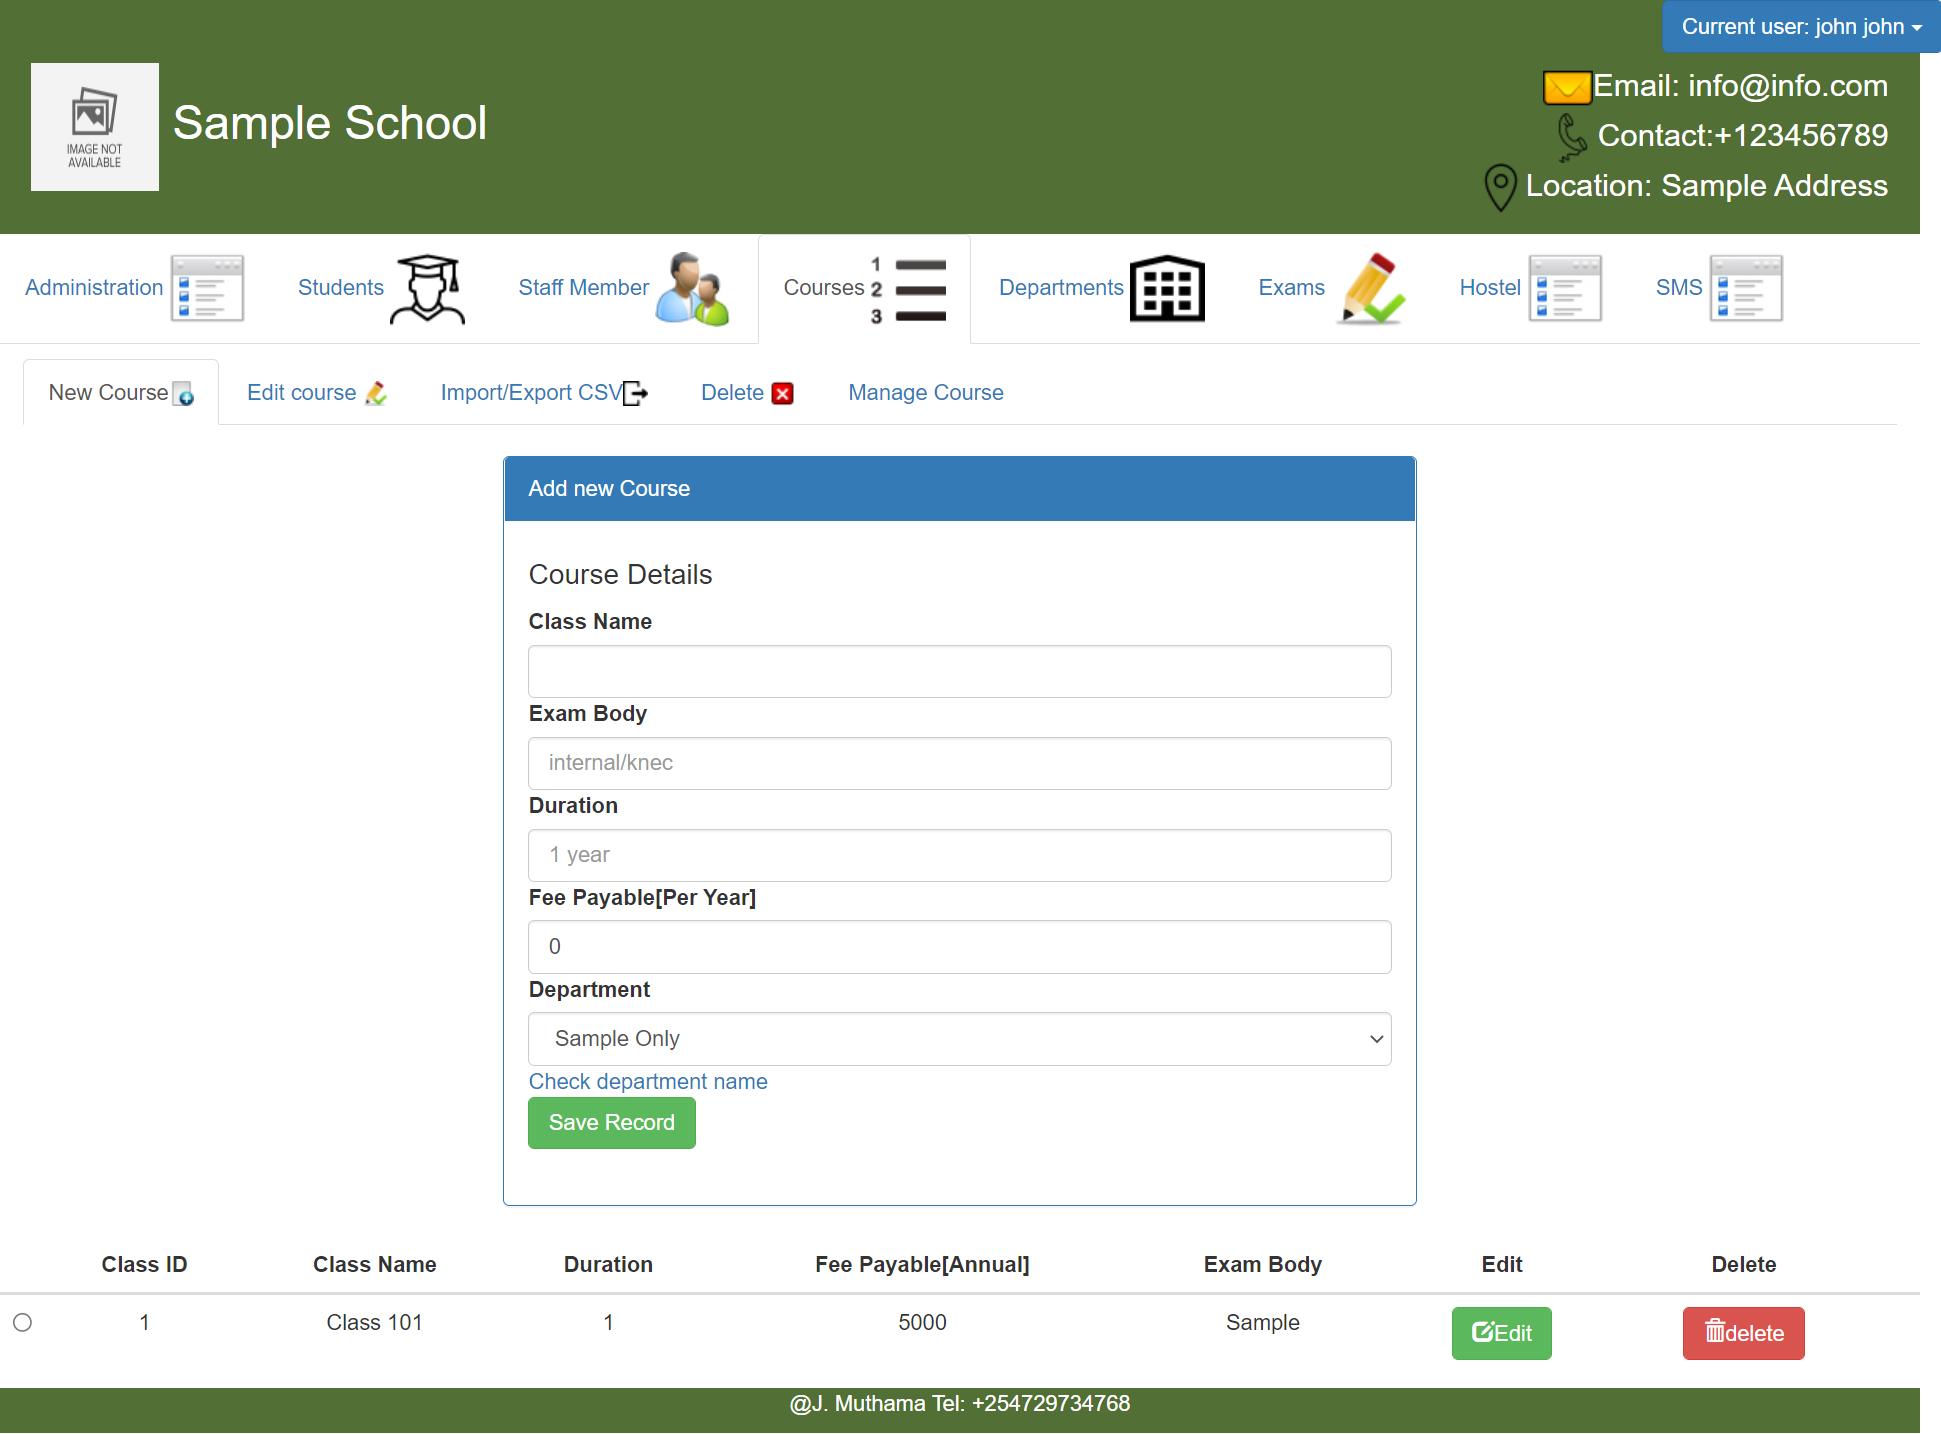 Current user: john john
IMAGE NOT
AVAILABLE
Sample School
Email: info@info.com
Contact:+123456789
Location: Sample Address
Administration
Students
Staff Member
Courses
1
2
3
Departments
Exams
Hostel
SMS
New Course
Edit course
Import/Export CSV
Delete
Manage Course
Add new Course
Course Details
Class Name
Exam Body
internal/knec
Duration
1 year
Fee Payable[Per Year]
0
Department
Sample Only
Check department name
Save Record
Class ID Class Name Duration Fee Payable[Annual] Exam Body Edit Delete
1 Class 101 1 5000 Sample Edit delete
@J. Muthama Tel: +254729734768